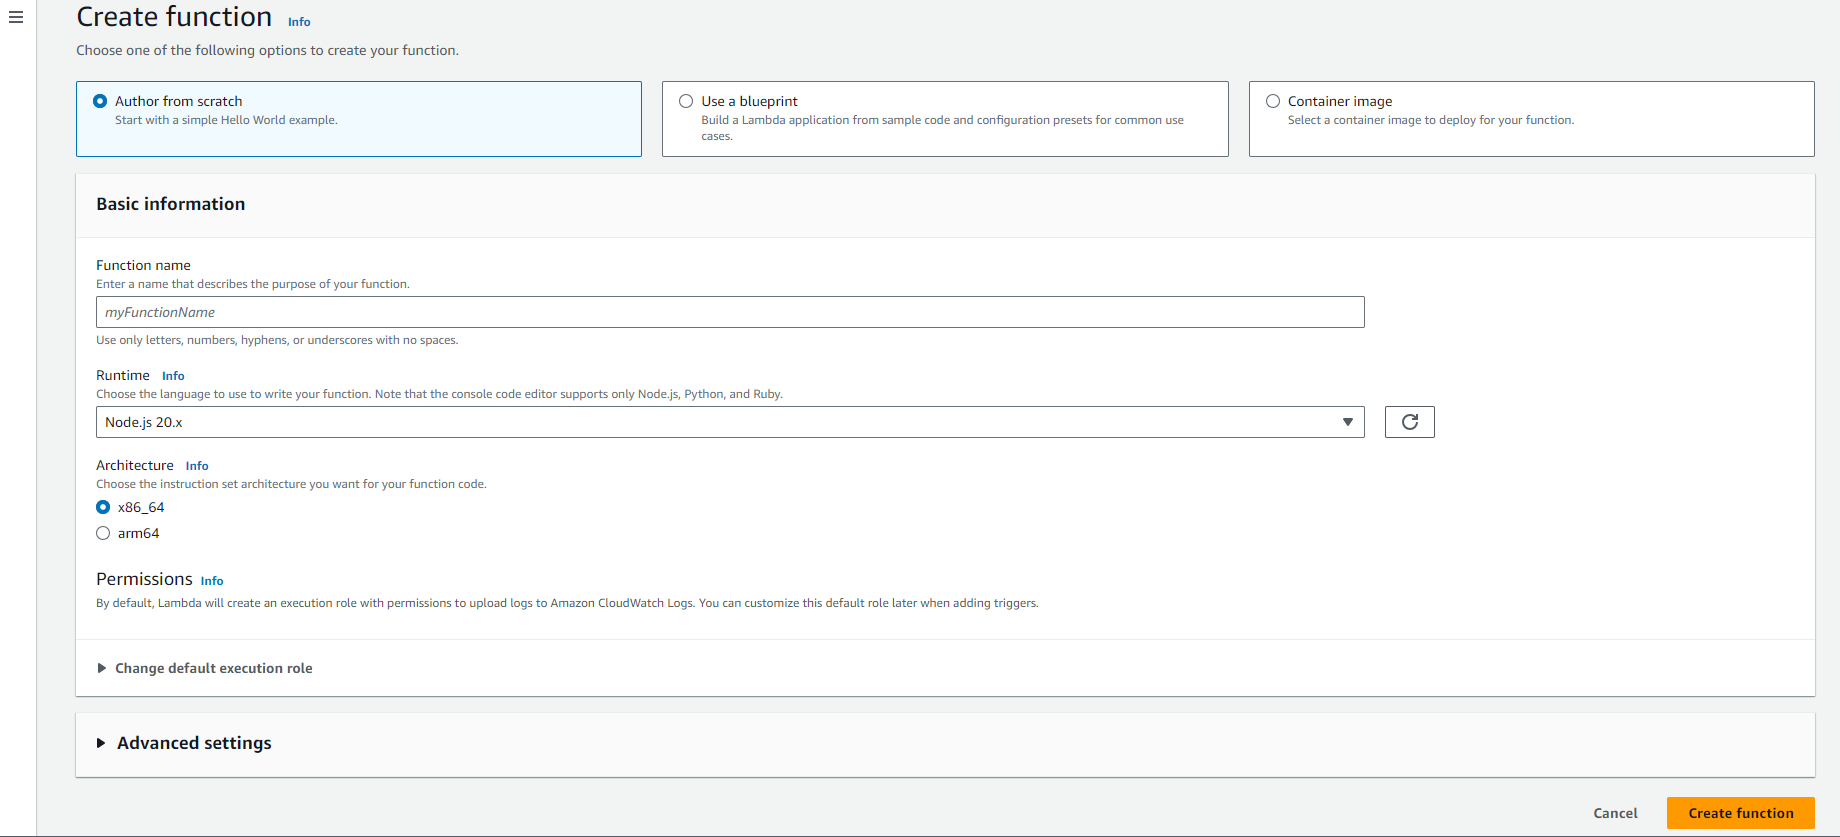 Create function Info
Choose one of the following options to create your function.
Author from scratch
Start with a simple Hello World example.
Use a blueprint
Build a Lambda application from sample code and configuration presets for common use
cases.
Container image
Select a container image to deploy for your function.
Basic information
Function name
Enter a name that describes the purpose of your function.
myFunctionName
Use only letters, numbers, hyphens, or underscores with no spaces.
Runtime Info
Choose the language to use to write your function. Note that the console code editor supports only Node.js, Python, and Ruby.
Node.js 20.x
Architecture Info
Choose the instruction set architecture you want for your function code.
x86_64
arm64
Permissions Info
By default, Lambda will create an execution role with permissions to upload logs to Amazon CloudWatch Logs. You can customize this default role later when adding triggers.
Change default execution role
Advanced settings
Cancel
Create function